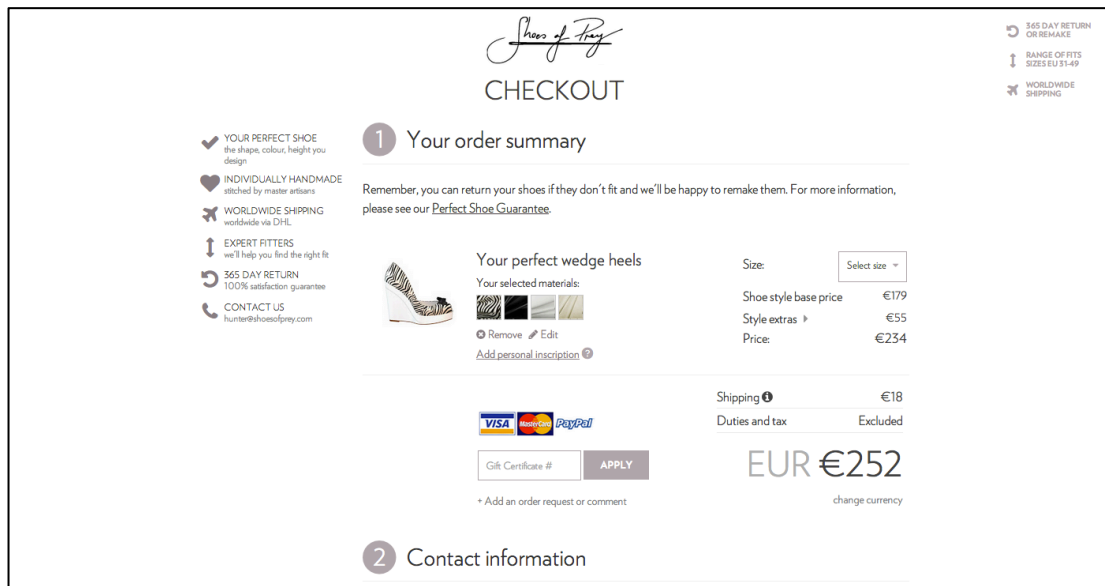 Shoes of Prey
CHECKOUT
365 DAY RETURN
OR REMAKE
RANGE OF FITS
SIZES EU 31-49
WORLDWIDE
SHIPPING
YOUR PERFECT SHOE
the shape, colour, height you
design
INDIVIDUALLY HANDMADE
stitched by master artisans
WORLDWIDE SHIPPING
worldwide via DHL
EXPERT FITTERS
we'll help you find the right fit
365 DAY RETURN
100% satisfaction guarantee
CONTACT US
hunter@shoesofprey.com
1 Your order summary
Remember, you can return your shoes if they don't fit and we'll be happy to remake them. For more information,
please see our Perfect Shoe Guarantee.
Your perfect wedge heels
Your selected materials:
Remove Edit
Add personal inscription ?
Size: Select size
Shoe style base price €179
Style extras €55
Price: €234
Shipping i €18
Duties and tax Excluded
VISA MasterCard PayPal
Gift Certificate # APPLY
EUR €252
+ Add an order request or comment
change currency
2 Contact information